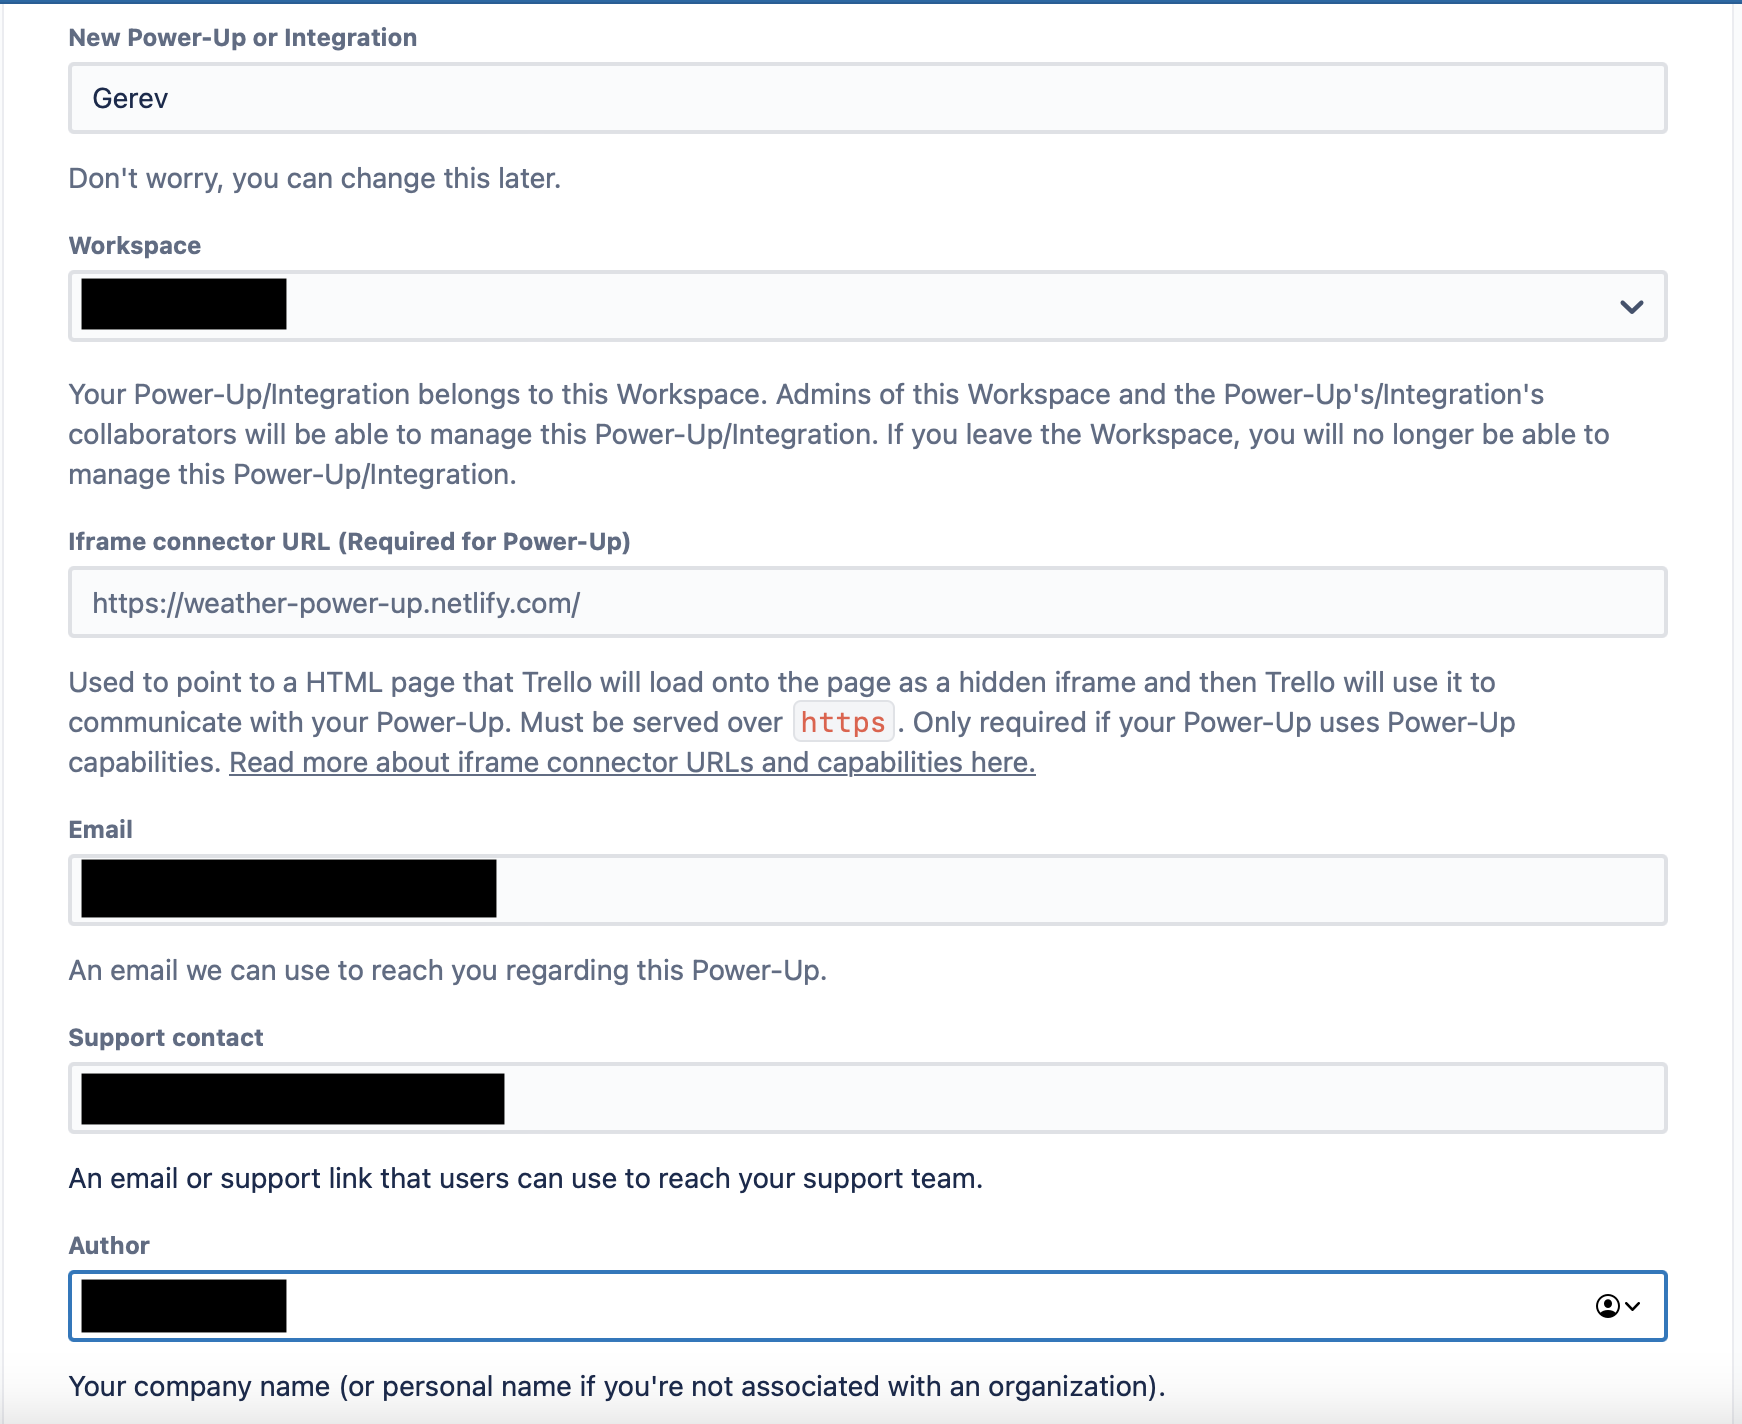 New Power-Up or Integration
Gerev
Don't worry, you can change this later.
Workspace
Your Power-Up/Integration belongs to this Workspace. Admins of this Workspace and the Power-Up's/Integration's
collaborators will be able to manage this Power-Up/Integration. If you leave the Workspace, you will no longer be able to
manage this Power-Up/Integration.
Iframe connector URL (Required for Power-Up)
https://weather-power-up.netlify.com/
Used to point to a HTML page that Trello will load onto the page as a hidden iframe and then Trello will use it to
communicate with your Power-Up. Must be served over https. Only required if your Power-Up uses Power-Up
capabilities. Read more about iframe connector URLs and capabilities here.
Email
An email we can use to reach you regarding this Power-Up.
Support contact
An email or support link that users can use to reach your support team.
Author
Your company name (or personal name if you're not associated with an organization).